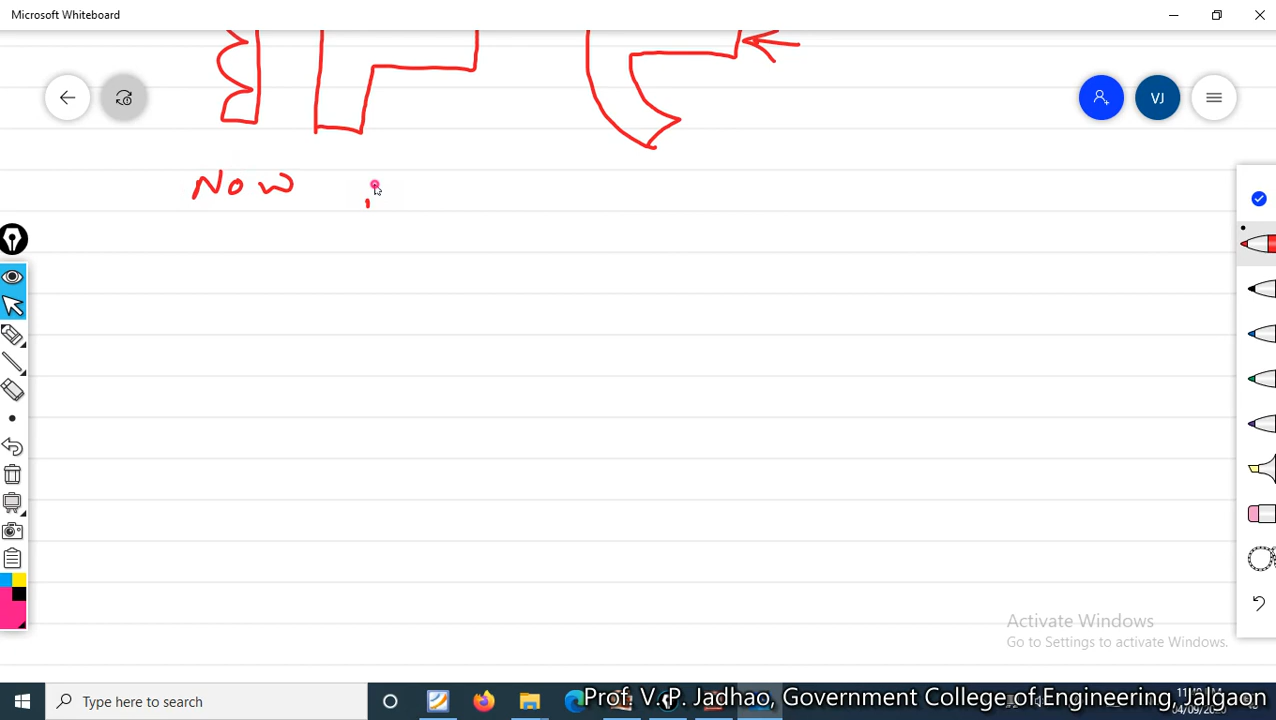 Microsoft Whiteboard
VJ
Now
Activate Windows
Go to Settings to activate Windows.
Type here to search
Prof. V. P. Jadhao, Government College of Engineering, Jalgaon